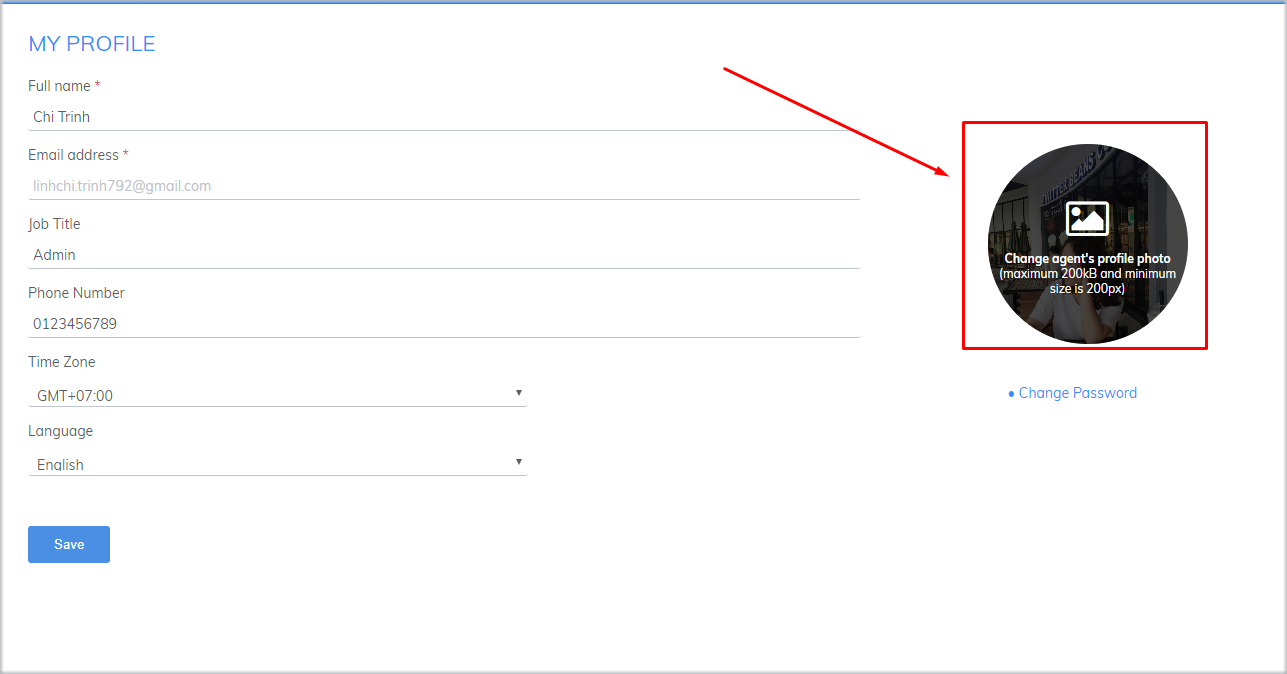 MY PROFILE
Full name *
Chi Trinh
Email address *
linhchi.trinh792@gmail.com
Job Title
Admin
Phone Number
0123456789
Time Zone
GMT+07:00
Language
English
Save
BEANS
Change agent's profile photo
(maximum 200kB and minimum
size is 200px)
• Change Password